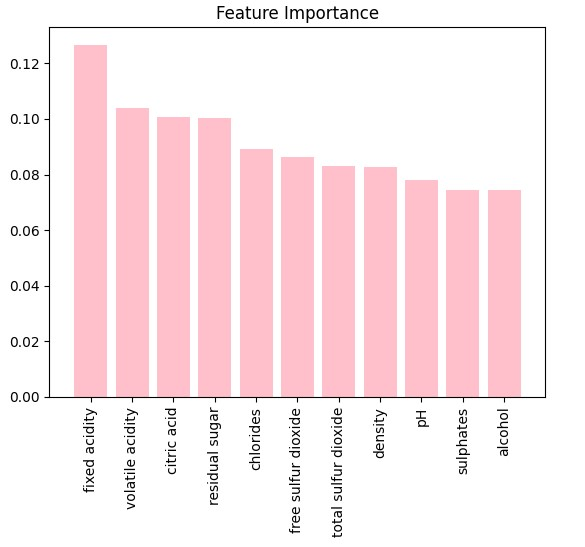 Feature Importance
0.12
0.10
0.08
0.06
0.04
0.02
0.00
fixed acidity
volatile acidity
citric acid
residual sugar
chlorides
free sulfur dioxide
total sulfur dioxide
density
pH
sulphates
alcohol